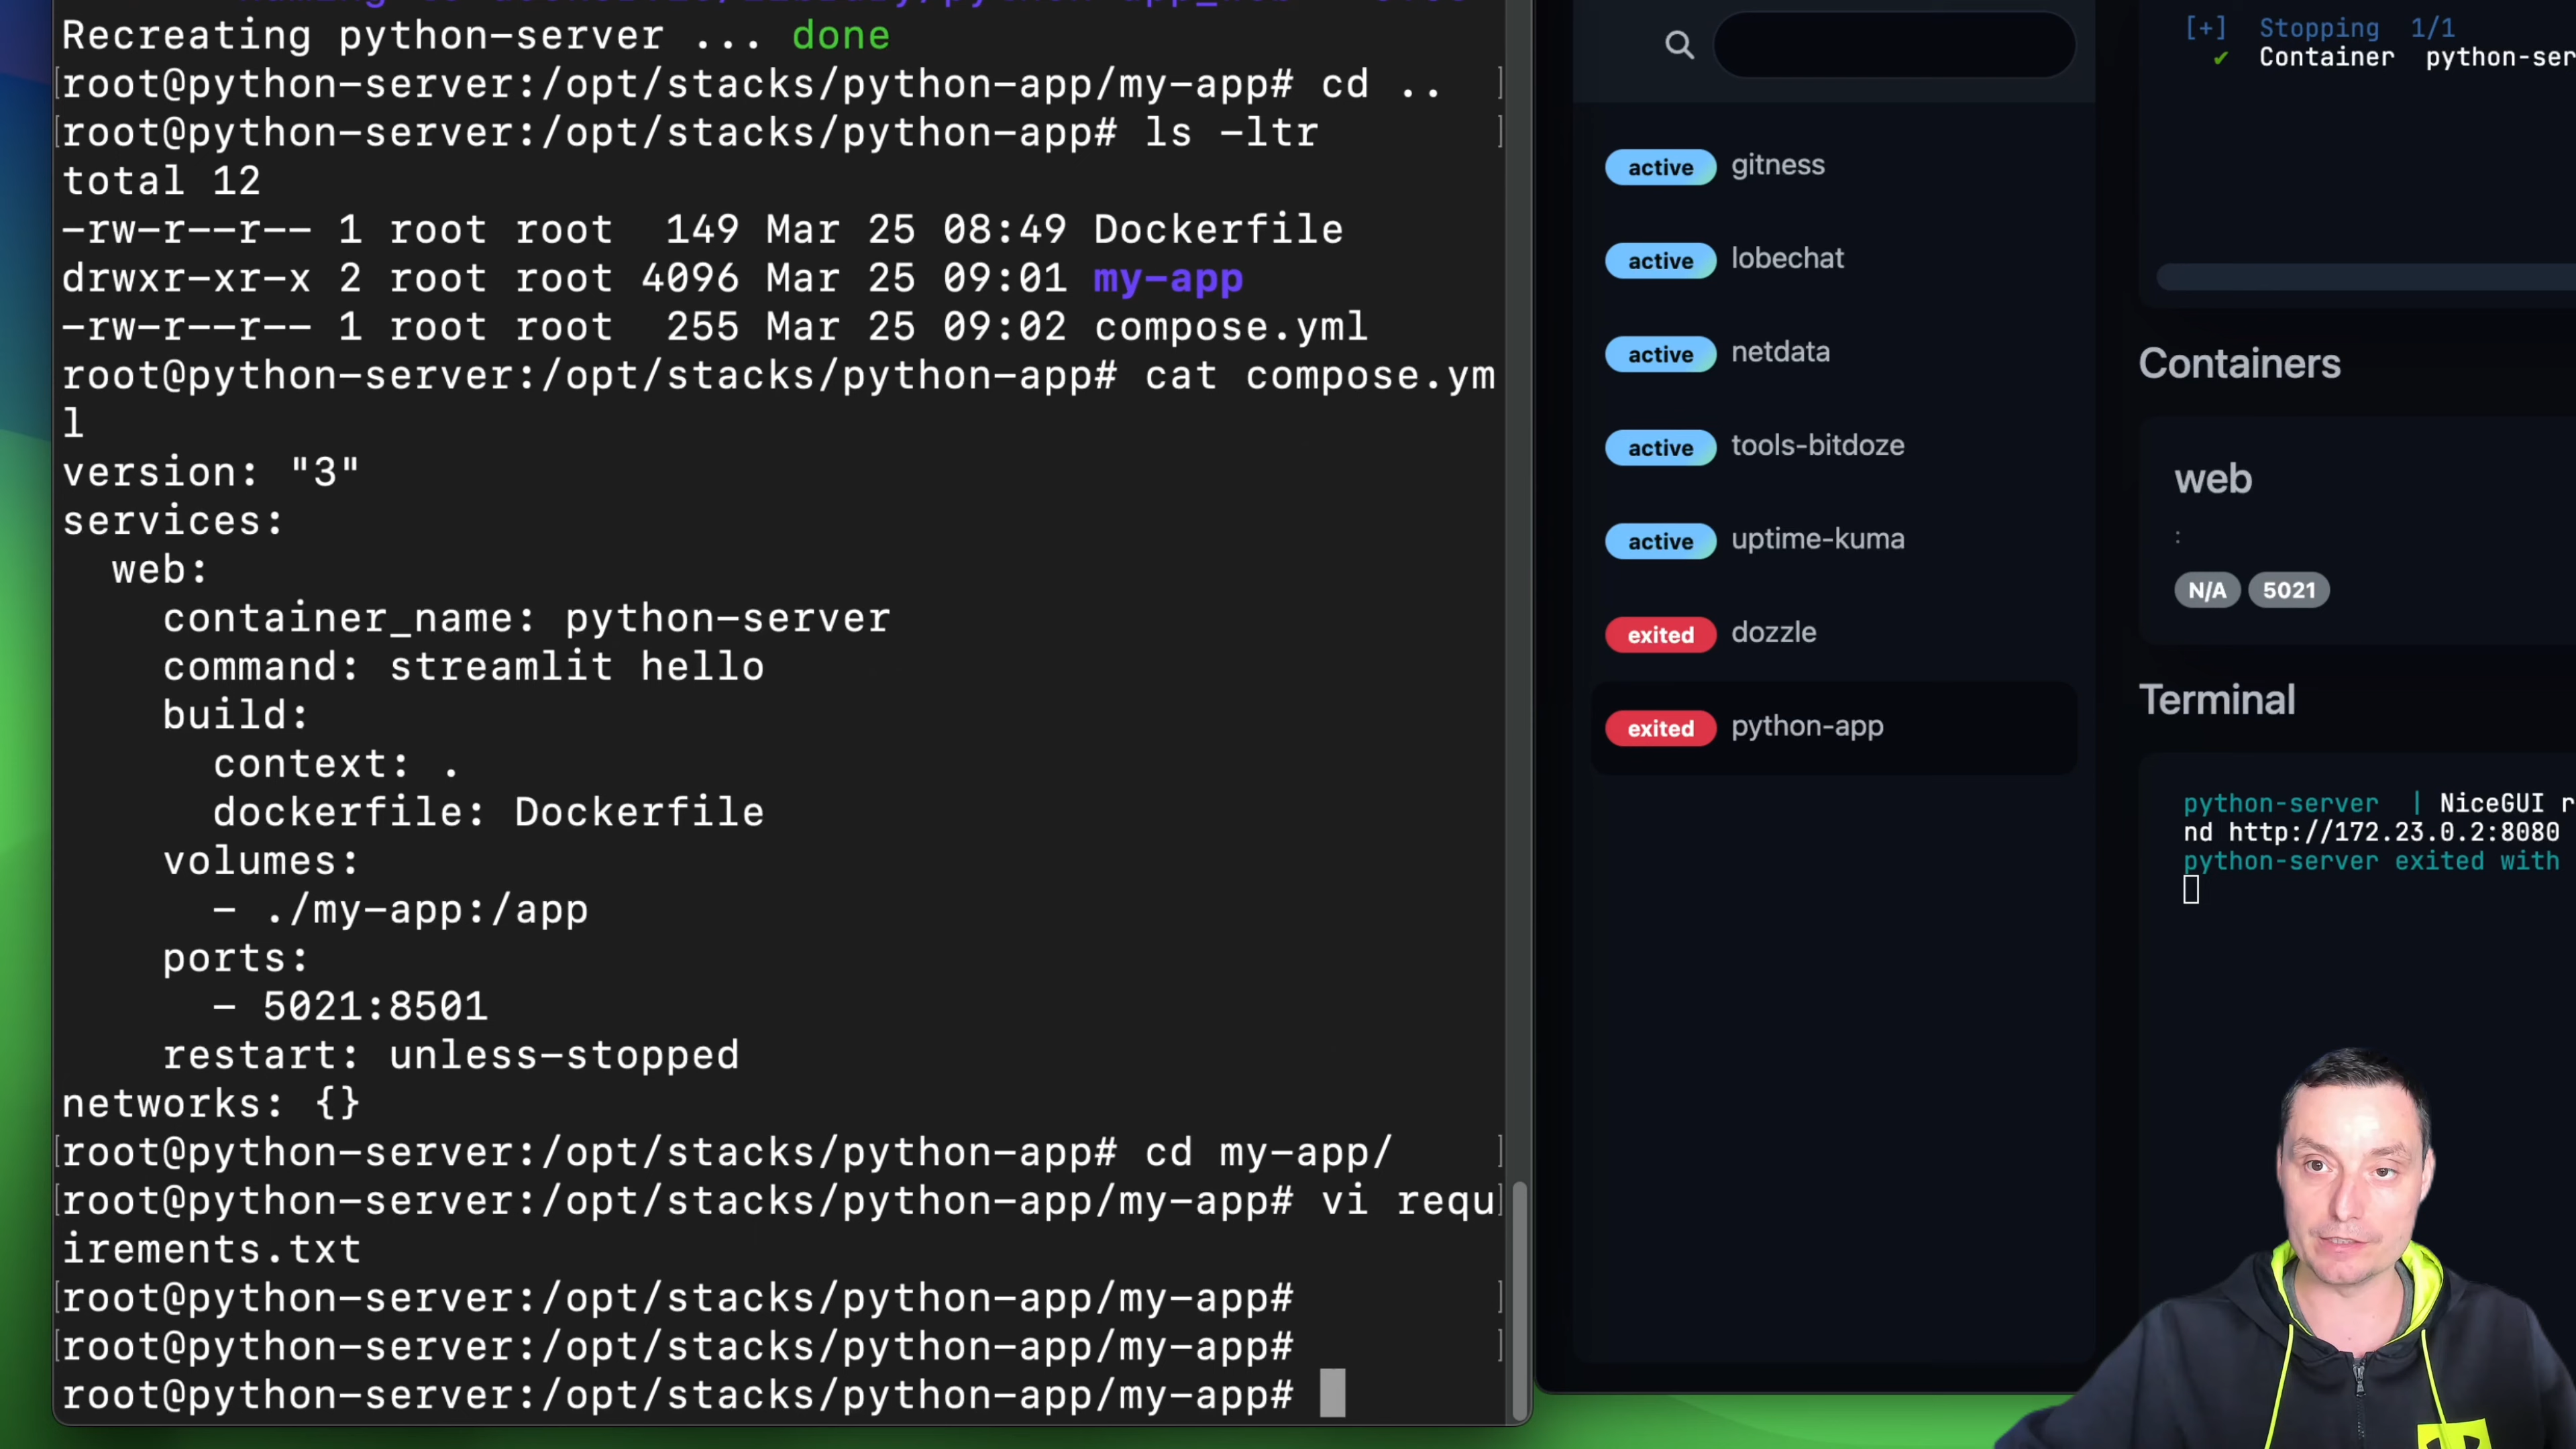 Recreating python-server ... done
[root@python-server:/opt/stacks/python-app/my-app# cd .. ]
[root@python-server:/opt/stacks/python-app# ls -ltr ]
total 12
-rw-r--r-- 1 root root  149 Mar 25 08:49 Dockerfile
drwxr-xr-x 2 root root 4096 Mar 25 09:01 my-app
-rw-r--r-- 1 root root  255 Mar 25 09:02 compose.yml
root@python-server:/opt/stacks/python-app# cat compose.ym
l
version: "3"
services:
  web:
    container_name: python-server
    command: streamlit hello
    build:
      context: .
      dockerfile: Dockerfile
    volumes:
      - ./my-app:/app
    ports:
      - 5021:8501
    restart: unless-stopped
networks: {}
[root@python-server:/opt/stacks/python-app# cd my-app/ ]
[root@python-server:/opt/stacks/python-app/my-app# vi requ]
irements.txt
[root@python-server:/opt/stacks/python-app/my-app# ]
[root@python-server:/opt/stacks/python-app/my-app# ]
root@python-server:/opt/stacks/python-app/my-app#
active gitness
active lobechat
active netdata
active tools-bitdoze
active uptime-kuma
exited dozzle
exited python-app
[+] Stopping 1/1
✔ Container python-ser
Containers
web
:
N/A 5021
Terminal
python-server | NiceGUI r
nd http://172.23.0.2:8080
python-server exited with